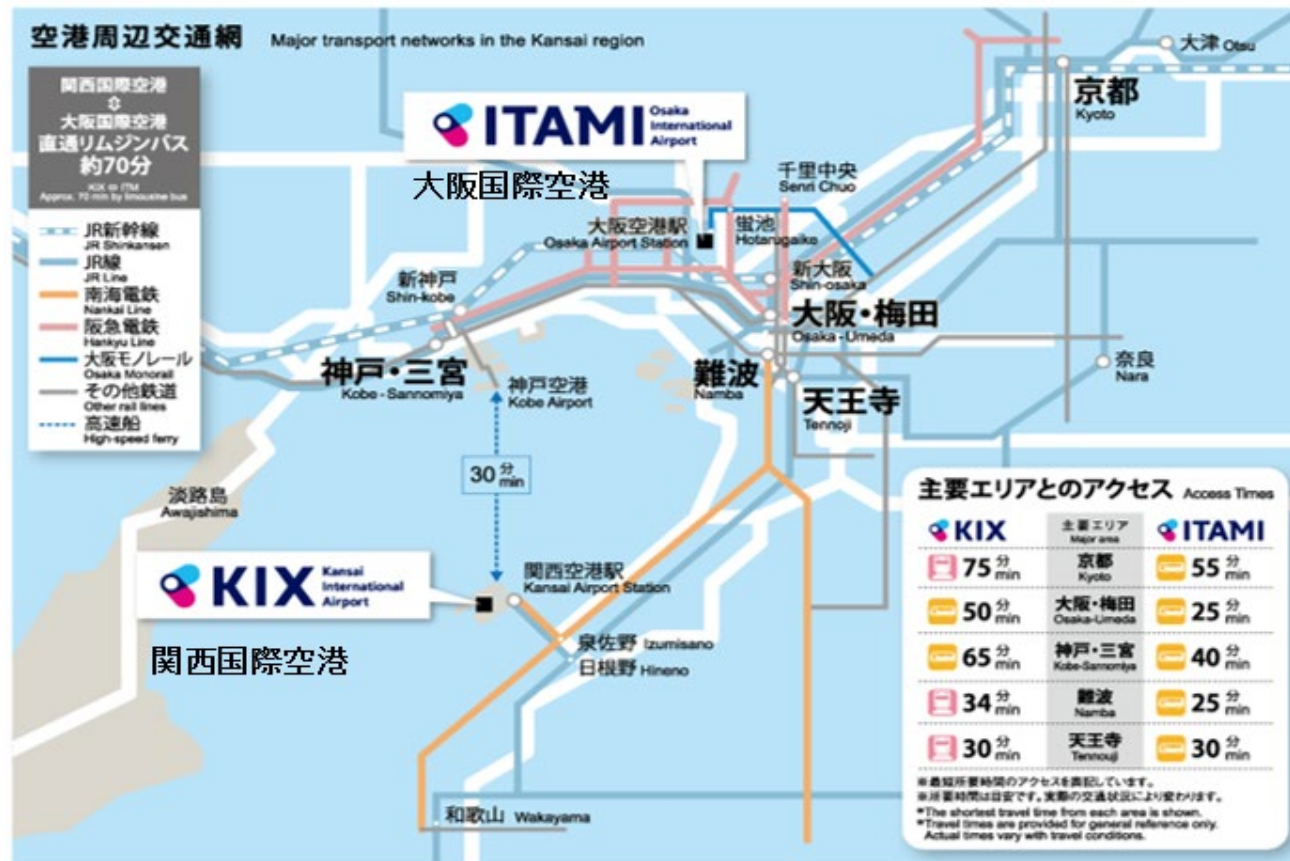 空港周辺交通網 Major transport networks in the Kansai region
関西国際空港
⇕
大阪国際空港
直通リムジンバス
約70分
KIX ⇔ ITM
Approx. 70 min by limousine bus
JR新幹線
JR Shinkansen
JR線
JR Line
南海電鉄
Nankai Line
阪急電鉄
Hankyu Line
大阪モノレール
Osaka Monorail
その他鉄道
Other rail lines
高速船
High-speed ferry
ITAMI Osaka International Airport
大阪国際空港
大津 Otsu
京都
Kyoto
千里中央
Senri Chuo
大阪空港駅
Osaka Airport Station
蛍池
Hotarugaike
新神戸
Shin-kobe
新大阪
Shin-osaka
大阪・梅田
Osaka - Umeda
神戸・三宮
Kobe - Sannomiya
神戸空港
Kobe Airport
難波
Namba
天王寺
Tennoji
奈良
Nara
30分
min
淡路島
Awajishima
KIX Kansai International Airport
関西国際空港
関西空港駅
Kansai Airport Station
泉佐野 Izumisano
日根野 Hineno
和歌山 Wakayama
主要エリアとのアクセス Access Times
KIX 主要エリア Major area ITAMI
75分 min 京都 Kyoto 55分 min
50分 min 大阪・梅田 Osaka-Umeda 25分 min
65分 min 神戸・三宮 Kobe-Sannomiya 40分 min
34分 min 難波 Namba 25分 min
30分 min 天王寺 Tennouji 30分 min
※最短所要時間のアクセスを表記しています。
※所要時間は目安です。実際の交通状況により変わります。
*The shortest travel time from each area is shown.
*Travel times are provided for general reference only.
Actual times vary with travel conditions.